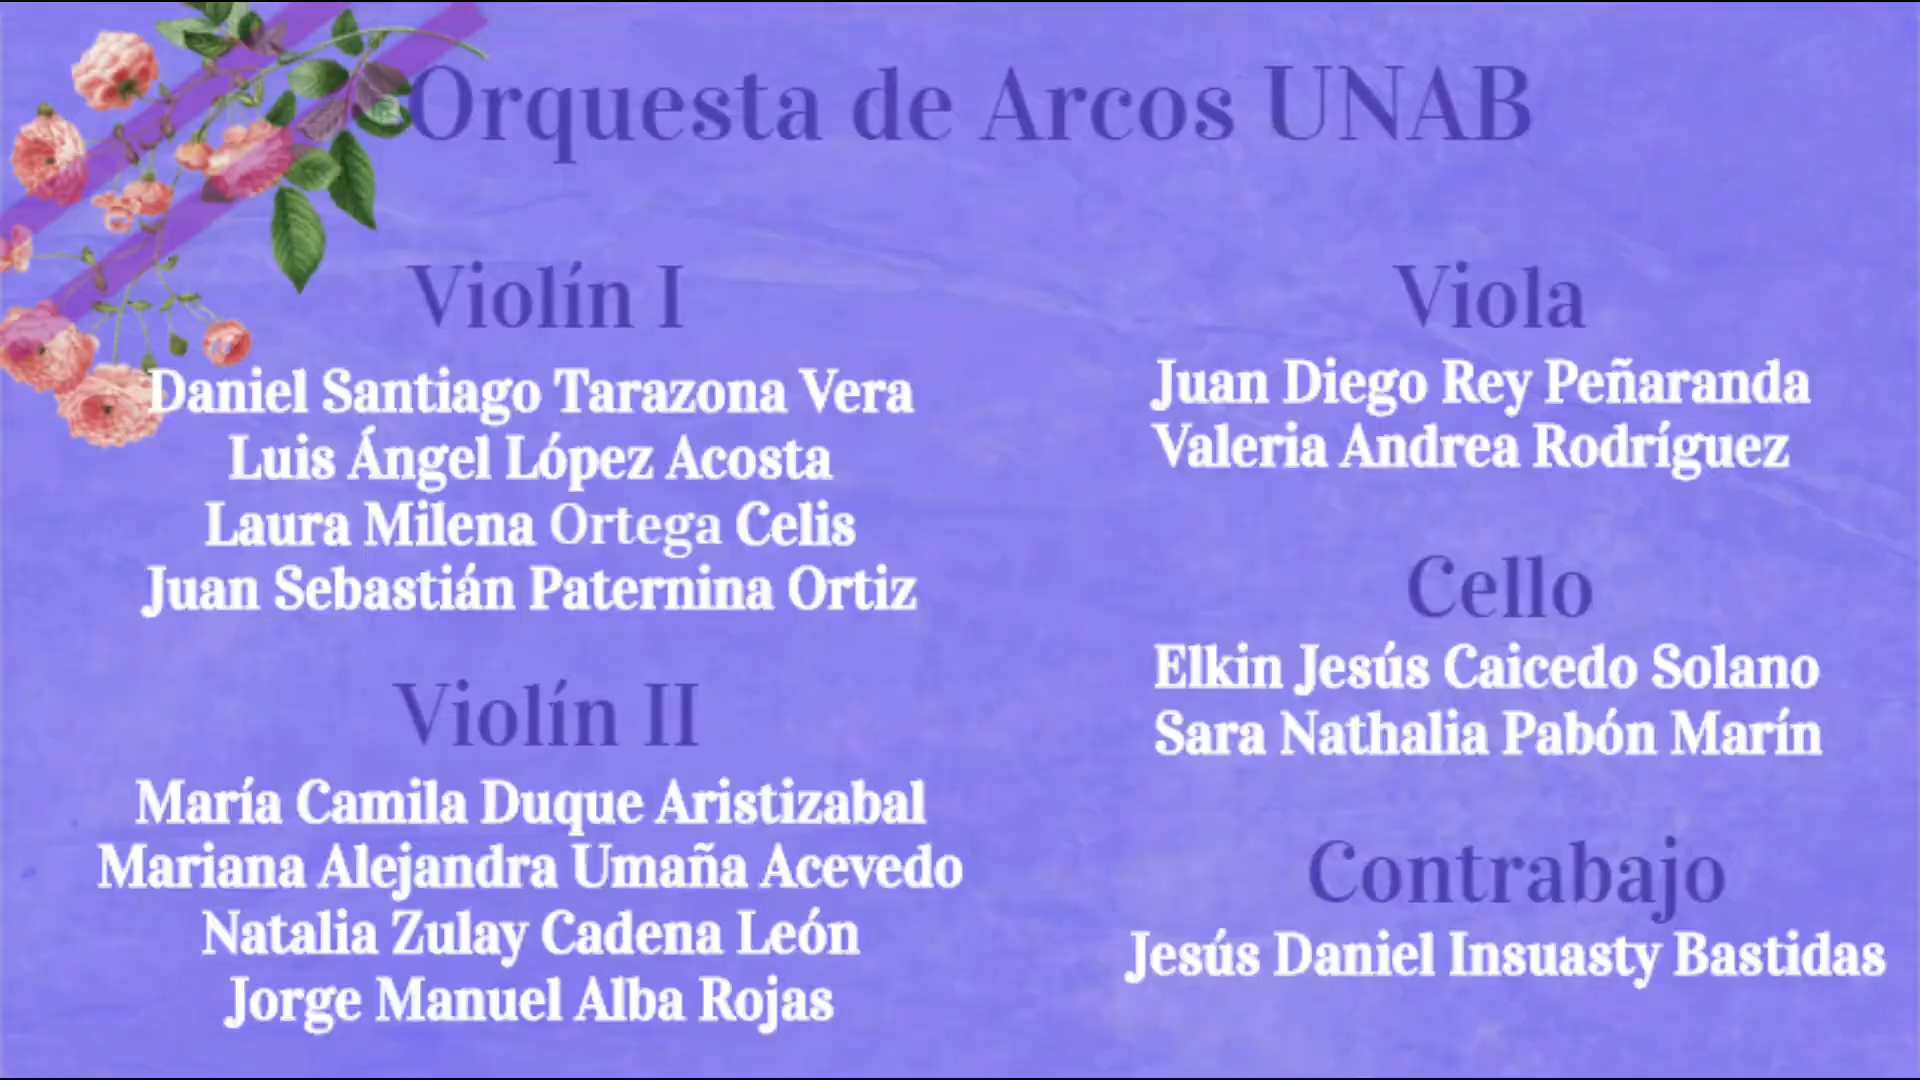 Orquesta de Arcos UNAB
Violín I
Daniel Santiago Tarazona Vera
Luis Ángel López Acosta
Laura Milena Ortega Celis
Juan Sebastián Paternina Ortiz
Violín II
María Camila Duque Aristizabal
Mariana Alejandra Umaña Acevedo
Natalia Zulay Cadena León
Jorge Manuel Alba Rojas
Viola
Juan Diego Rey Peñaranda
Valeria Andrea Rodríguez
Cello
Elkin Jesús Caicedo Solano
Sara Nathalia Pabón Marín
Contrabajo
Jesús Daniel Insuasty Bastidas